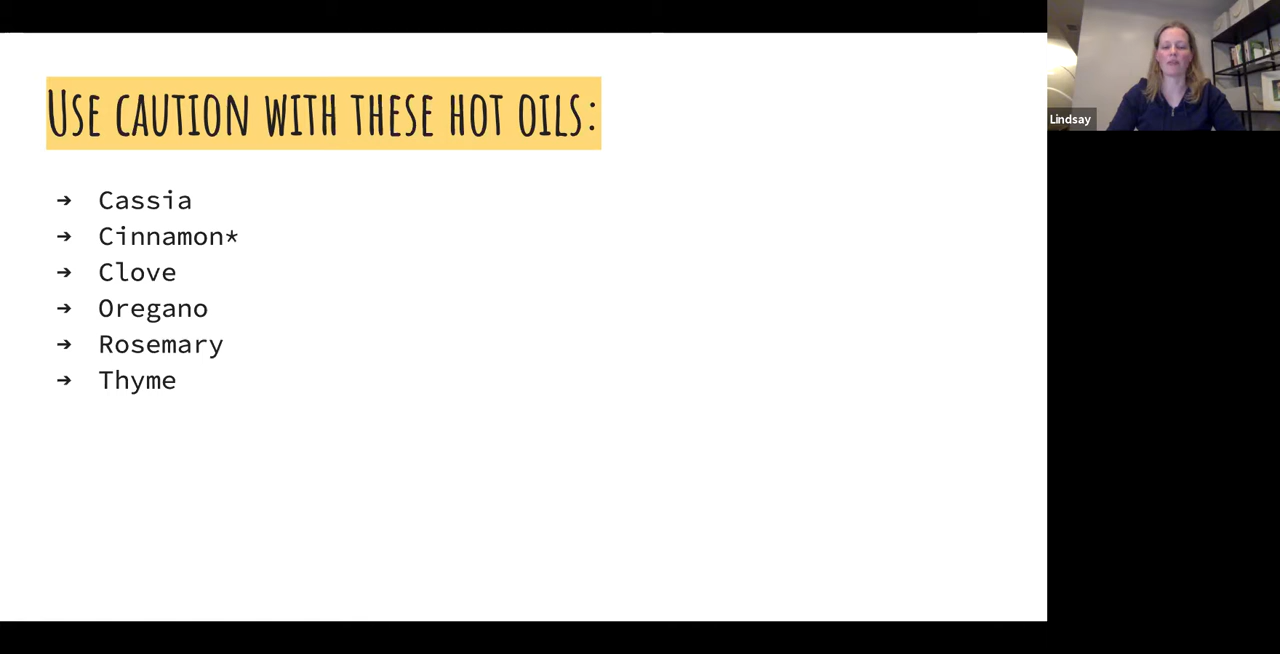 Use caution with these hot oils:
➔ Cassia
➔ Cinnamon*
➔ Clove
➔ Oregano
➔ Rosemary
➔ Thyme
Lindsay